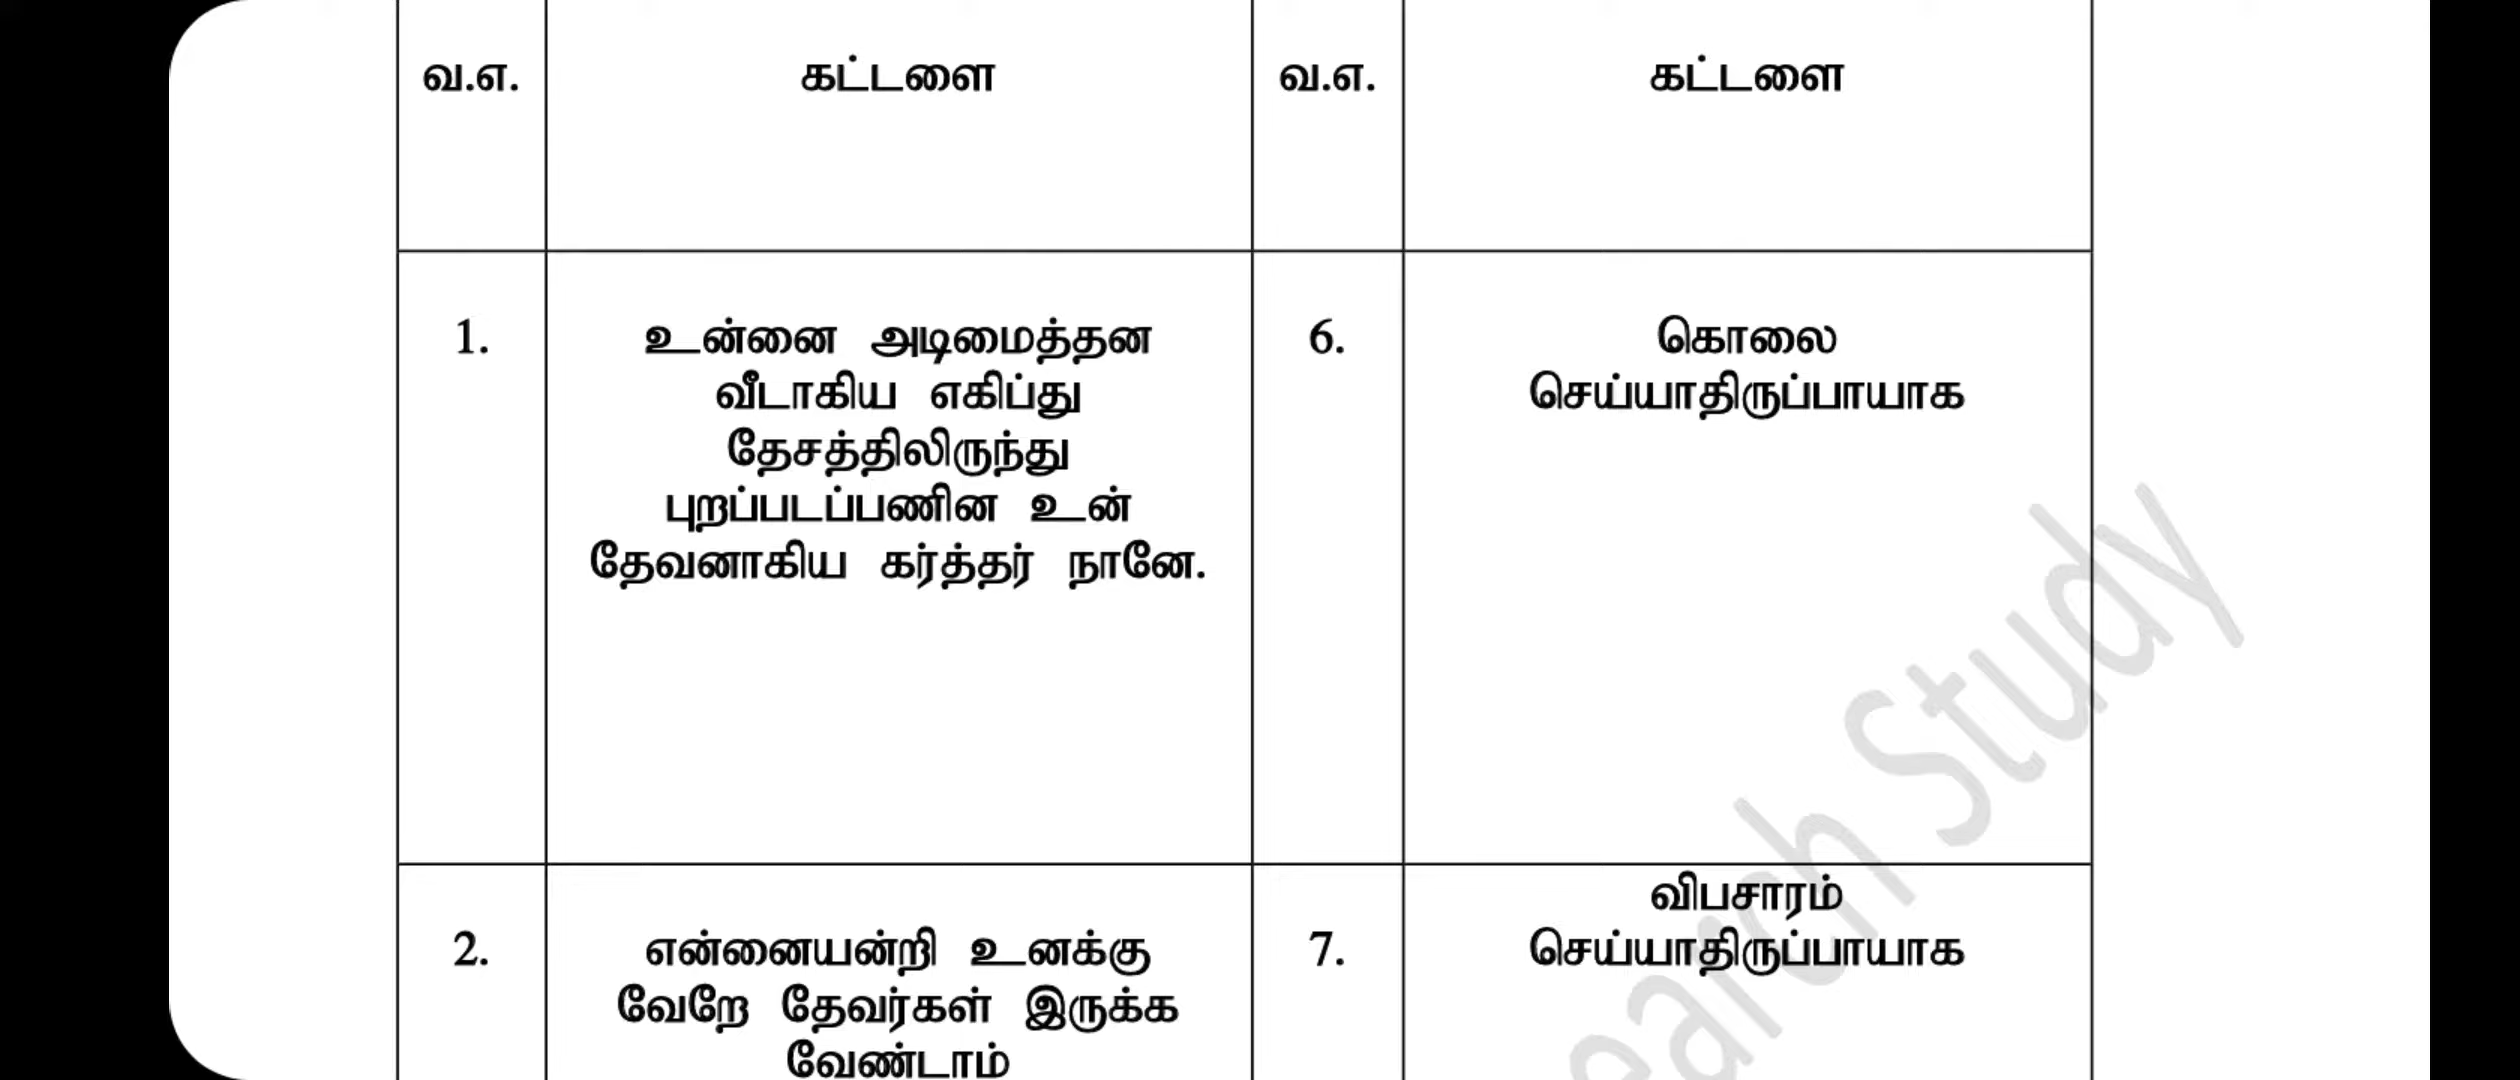 வ.எ. கட்டளை வ.எ. கட்டளை
1. உன்னை அடிமைத்தன
வீடாகிய எகிப்து
தேசத்திலிருந்து
புறப்படப்பணின உன்
தேவனாகிய கர்த்தர் நானே.
6. கொலை
செய்யாதிருப்பாயாக
2. என்னையன்றி உனக்கு
வேறே தேவர்கள் இருக்க
வேண்டாம்
7. விபசாரம்
செய்யாதிருப்பாயாக
earch Study